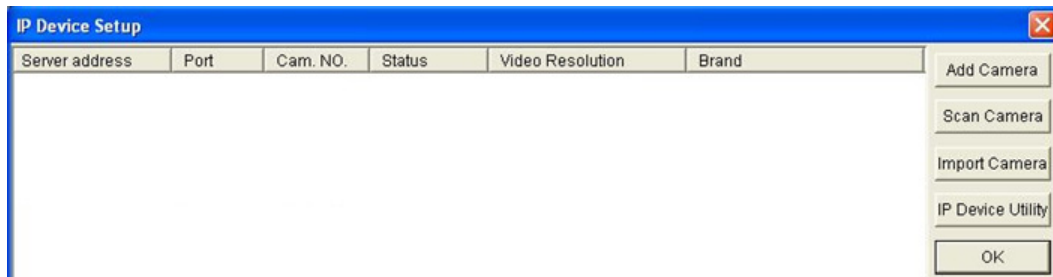 IP Device Setup
Server address Port Cam. NO. Status Video Resolution Brand
Add Camera
Scan Camera
Import Camera
IP Device Utility
OK